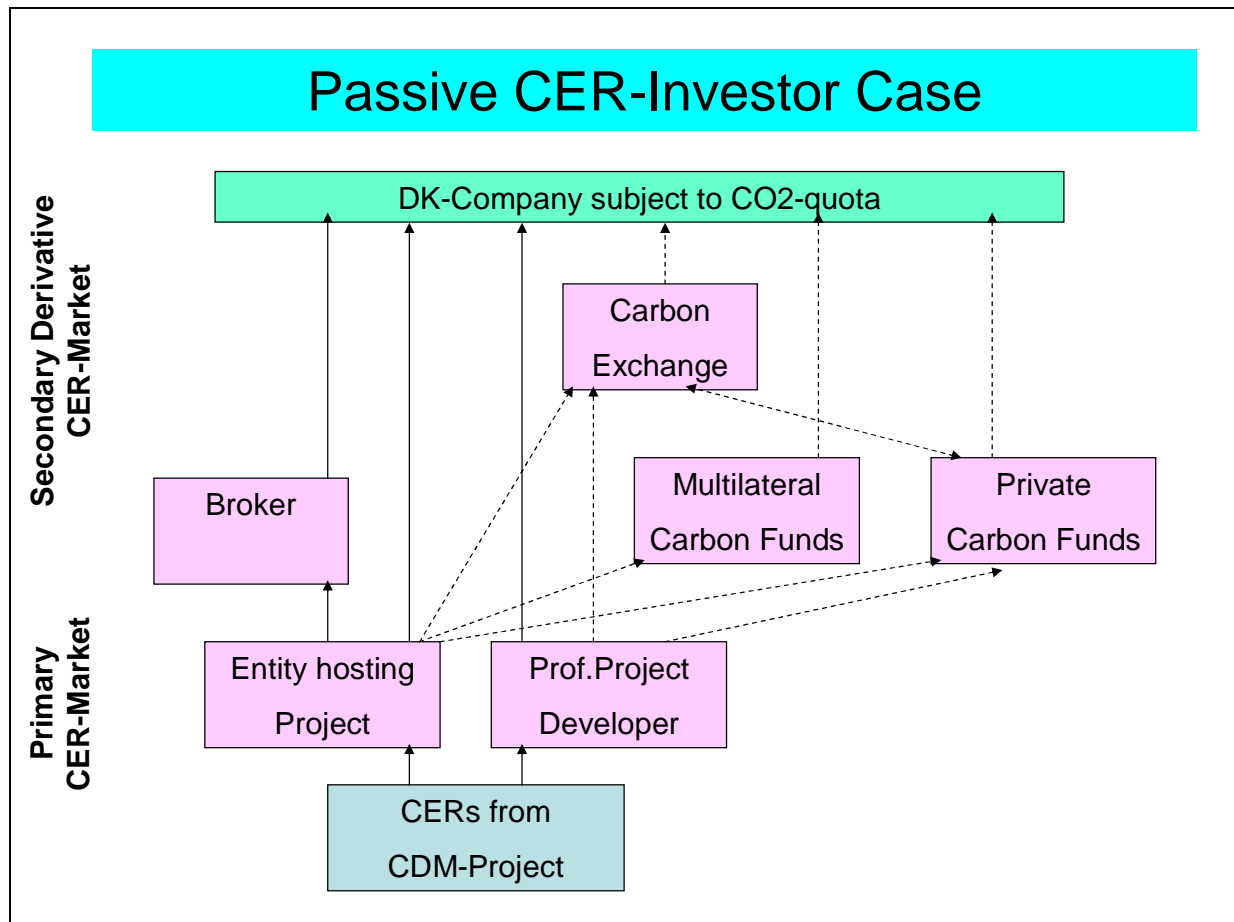 Passive CER-Investor Case
DK-Company subject to CO2-quota
Secondary Derivative
CER-Market
Carbon
Exchange
Broker
Multilateral
Carbon Funds
Private
Carbon Funds
Primary
CER-Market
Entity hosting
Project
Prof.Project
Developer
CERs from
CDM-Project